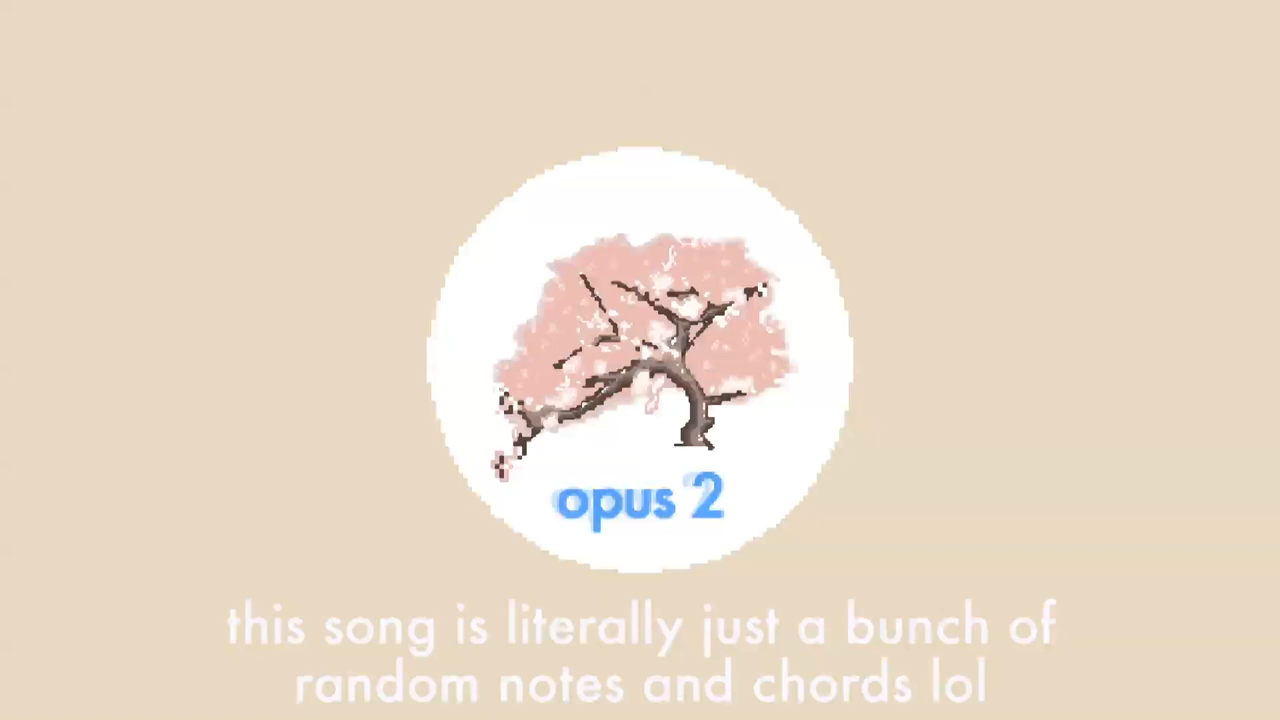 opus 2
this song is literally just a bunch of
random notes and chords lol